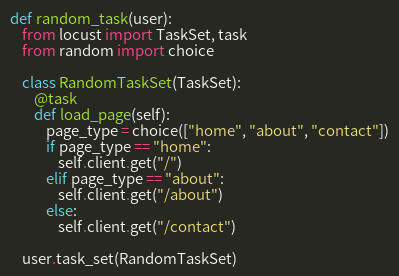 def random_task(user):
    from locust import TaskSet, task
    from random import choice

    class RandomTaskSet(TaskSet):
        @task
        def load_page(self):
            page_type = choice(["home", "about", "contact"])
            if page_type == "home":
                self.client.get("/")
            elif page_type == "about":
                self.client.get("/about")
            else:
                self.client.get("/contact")

    user.task_set(RandomTaskSet)